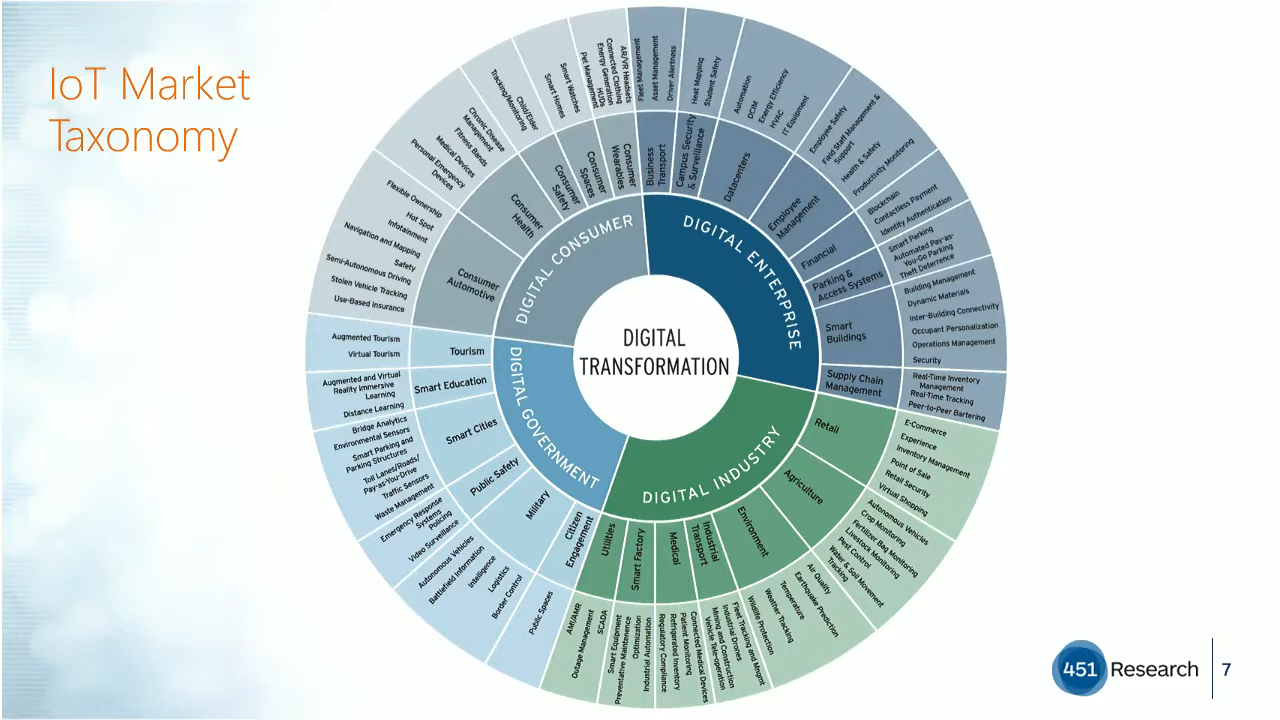 IoT Market
Taxonomy
DIGITAL
TRANSFORMATION
DIGITAL ENTERPRISE
Business
Transport
Fleet Management
Asset Management
Driver Alertness
Campus Security
& Surveillance
Heat Mapping
Student Safety
Datacenters
Automation
DCIM
Energy Efficiency
HVAC
IT Equipment
Employee
Management
Employee Safety
Field Staff Management &
Support
Health & Safety
Productivity Monitoring
Financial
Blockchain
Contactless Payment
Identity Authentication
Parking &
Access Systems
Smart Parking
Automated Pay-as-
You-Go Parking
Theft Deterrence
Smart
Buildings
Building Management
Dynamic Materials
Inter-Building Connectivity
Occupant Personalization
Operations Management
Security
Supply Chain
Management
Real-Time Inventory
Management
Real-Time Tracking
Peer-to-Peer Bartering
DIGITAL INDUSTRY
Retail
E-Commerce
Experience
Inventory Management
Point of Sale
Retail Security
Virtual Shopping
Agriculture
Autonomous Vehicles
Crop Monitoring
Fertilizer Bag Monitoring
Livestock Monitoring
Pest Control
Water & Soil Movement
Tracking
Environment
Air Quality
Earthquake Prediction
Temperature
Weather Tracking
Wildlife Protection
Industrial
Transport
Fleet Tracking and Mngmt
Industrial Drones
Mining and Construction
Vehicle Tele-operation
Medical
Connected Medical Devices
Patient Monitoring
Refrigerated Inventory
Regulatory Compliance
Smart Factory
Smart Equipment
Preventative Maintenance
Optimization
Industrial Automation
Utilities
AMI/AMR
Outage Management
SCADA
DIGITAL GOVERNMENT
Citizen
Engagement
Public Spaces
Military
Autonomous Vehicles
Battlefield Information
Intelligence
Logistics
Border Control
Public Safety
Emergency Response
Systems
Policing
Video Surveillance
Smart Cities
Bridge Analytics
Environmental Sensors
Smart Parking and
Parking Structures
Toll Lanes/Roads/
Pay-as-You-Drive
Traffic Sensors
Waste Management
Smart Education
Augmented and Virtual
Reality Immersive
Learning
Distance Learning
Tourism
Augmented Tourism
Virtual Tourism
DIGITAL CONSUMER
Consumer
Automotive
Flexible Ownership
Hot Spot
Infotainment
Navigation and Mapping
Safety
Semi-Autonomous Driving
Stolen Vehicle Tracking
Use-Based Insurance
Consumer
Health
Chronic Disease
Management
Fitness Bands
Medical Devices
Personal Emergency
Devices
Consumer
Safety
Child/Elder
Tracking/Monitoring
Consumer
Spaces
Smart Watches
Smart Homes
Consumer
Wearables
AR/VR Headsets
Connected Clothing
Energy Generation
HUDs
Pet Management
451 Research
7